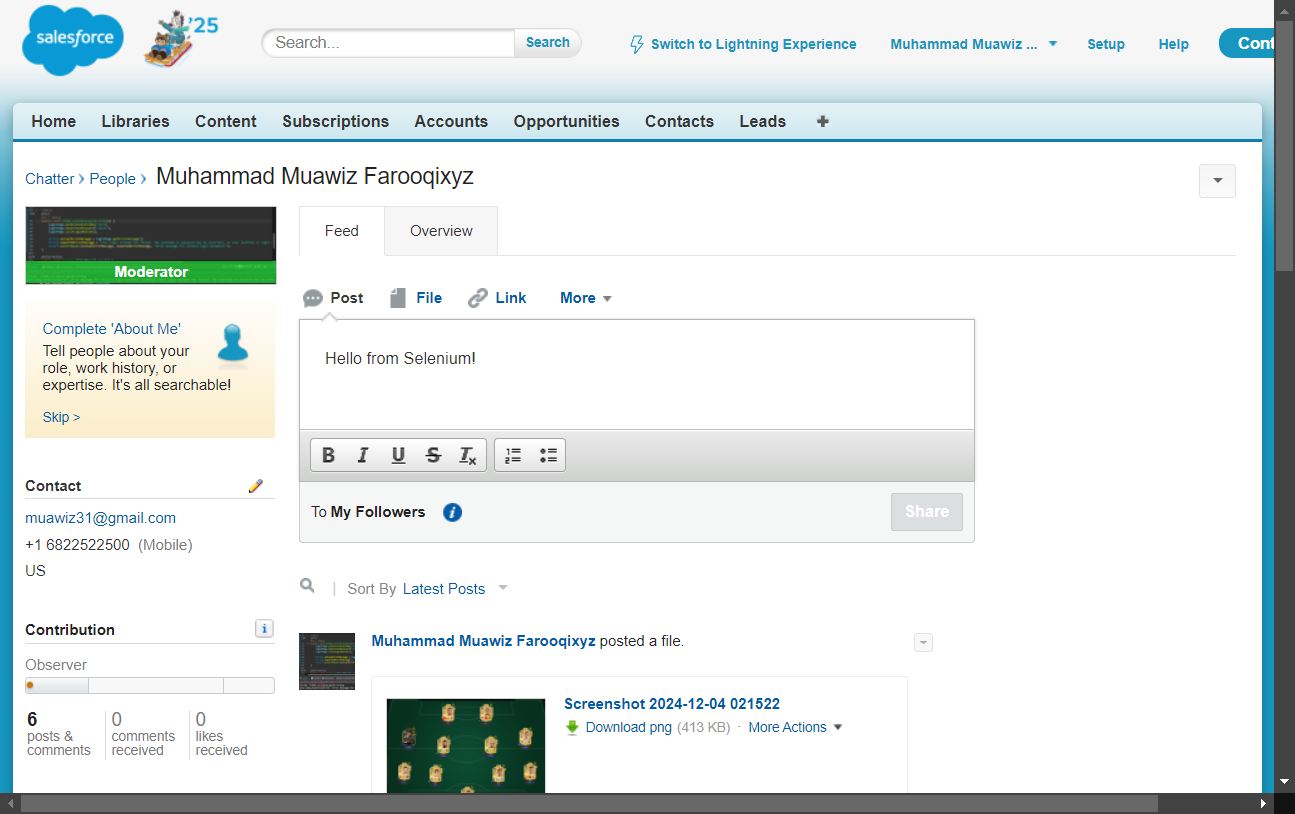 salesforce
'25
Search...
Search
Switch to Lightning Experience
Muhammad Muawiz ...
Setup
Help
Cont
Home
Libraries
Content
Subscriptions
Accounts
Opportunities
Contacts
Leads
Chatter › People › Muhammad Muawiz Farooqixyz
Moderator
Complete 'About Me'
Tell people about your
role, work history, or
expertise. It's all searchable!
Skip >
Contact
muawiz31@gmail.com
+1 6822522500 (Mobile)
US
Contribution
Observer
6
posts &
comments
0
comments
received
0
likes
received
Feed
Overview
Post
File
Link
More
Hello from Selenium!
B I U S Tx
To My Followers
Share
Sort By Latest Posts
Muhammad Muawiz Farooqixyz posted a file.
Screenshot 2024-12-04 021522
Download png (413 KB) · More Actions